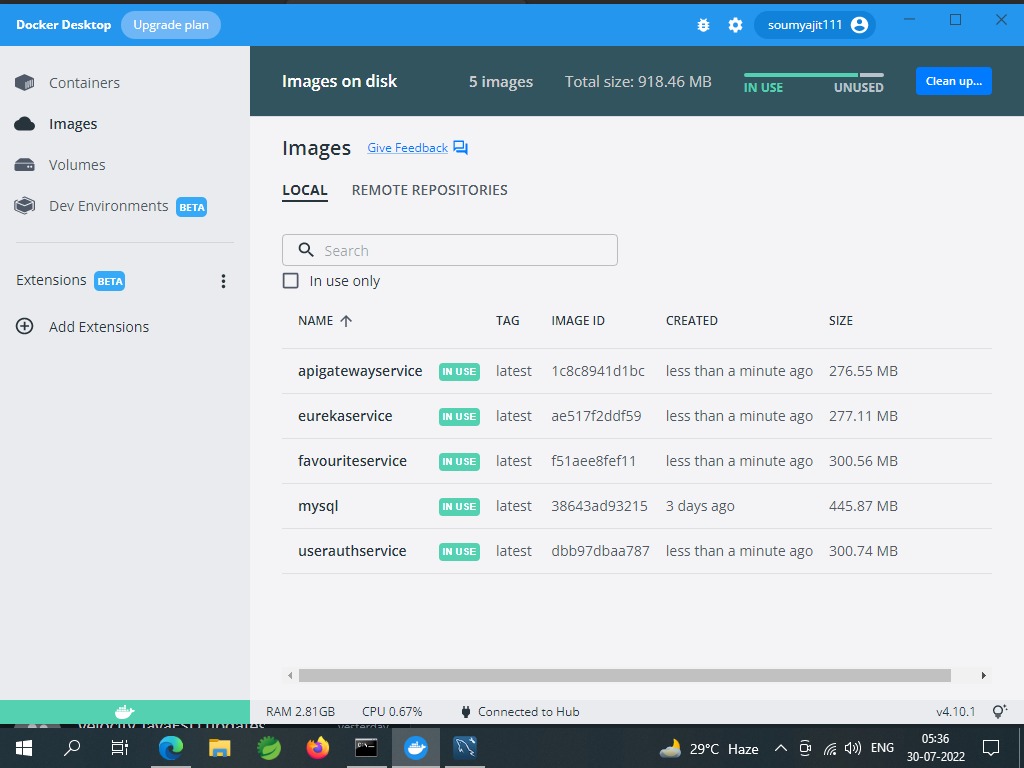 Docker Desktop Upgrade plan soumyajit111
Containers
Images
Volumes
Dev Environments BETA
Extensions BETA
Add Extensions
Images on disk 5 images Total size: 918.46 MB IN USE UNUSED Clean up...
Images Give Feedback
LOCAL REMOTE REPOSITORIES
Search
In use only
NAME TAG IMAGE ID CREATED SIZE
apigatewayservice IN USE latest 1c8c8941d1bc less than a minute ago 276.55 MB
eurekaservice IN USE latest ae517f2ddf59 less than a minute ago 277.11 MB
favouriteservice IN USE latest f51aee8fef11 less than a minute ago 300.56 MB
mysql IN USE latest 38643ad93215 3 days ago 445.87 MB
userauthservice IN USE latest dbb97dbaa787 less than a minute ago 300.74 MB
RAM 2.81GB CPU 0.67% Connected to Hub v4.10.1
yesterday
29°C Haze ENG 05:36
30-07-2022